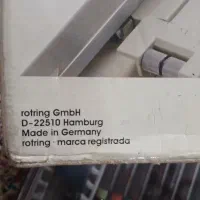 rotring GmbH
D-22510 Hamburg
Made in Germany
rotring · marca registrada